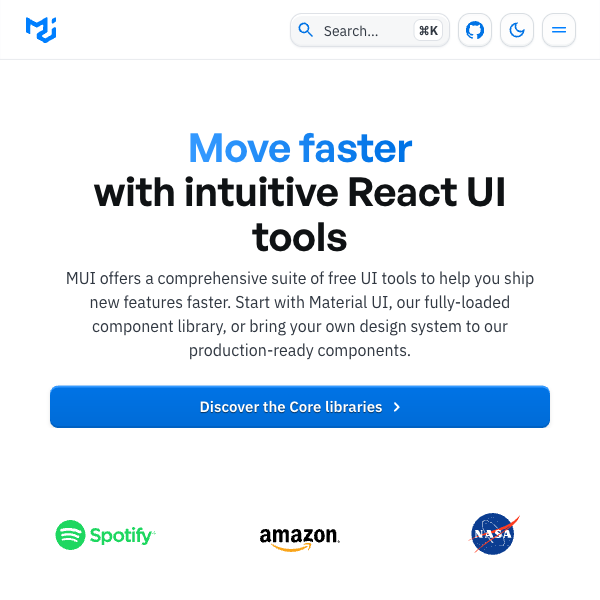 Search... ⌘K
Move faster
with intuitive React UI
tools
MUI offers a comprehensive suite of free UI tools to help you ship
new features faster. Start with Material UI, our fully-loaded
component library, or bring your own design system to our
production-ready components.
Discover the Core libraries
Spotify amazon NASA